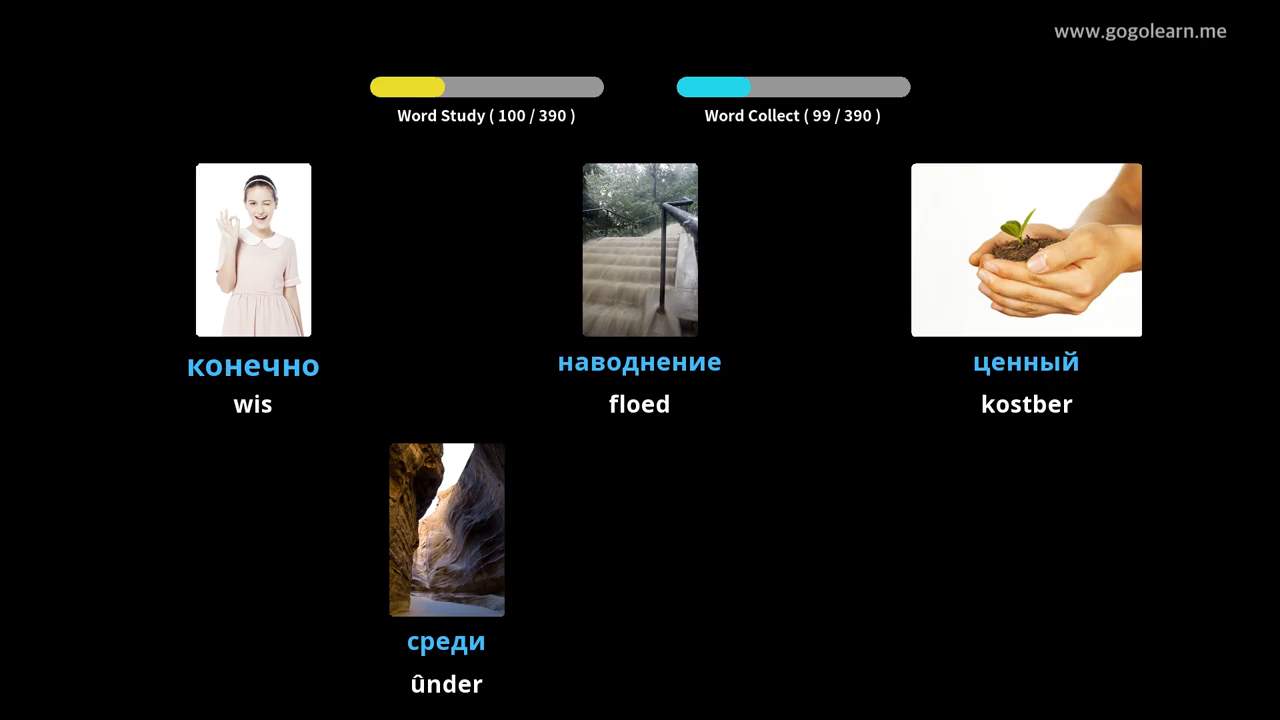 www.gogolearn.me
Word Study ( 100 / 390 )
Word Collect ( 99 / 390 )
конечно
wis
наводнение
floed
ценный
kostber
среди
ûnder